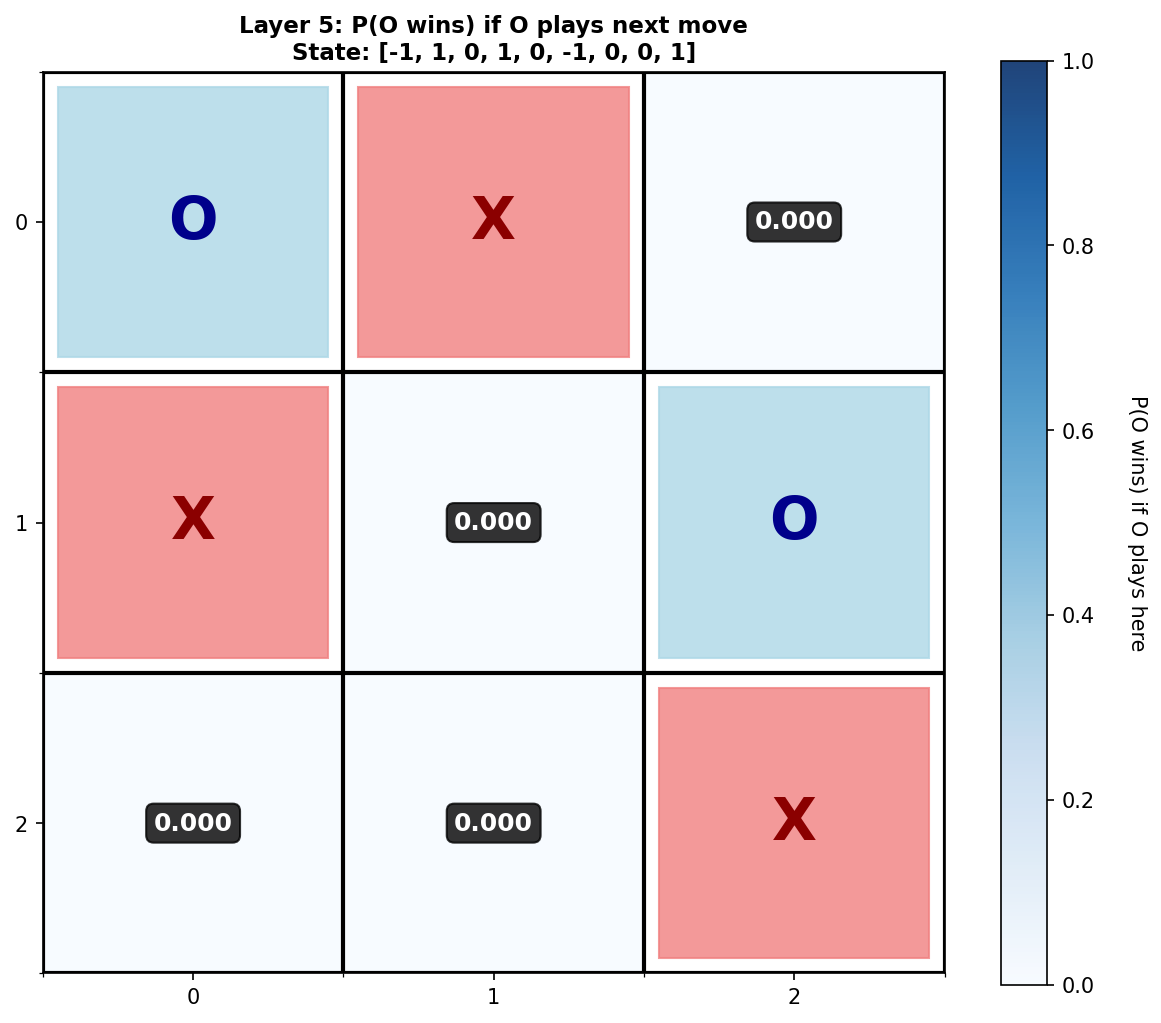 Layer 5: P(O wins) if O plays next move
State: [-1, 1, 0, 1, 0, -1, 0, 0, 1]
0
O
X
0.000
1
X
0.000
O
2
0.000
0.000
X
0
1
2
1.0
0.8
0.6
0.4
0.2
0.0
P(O wins) if O plays here